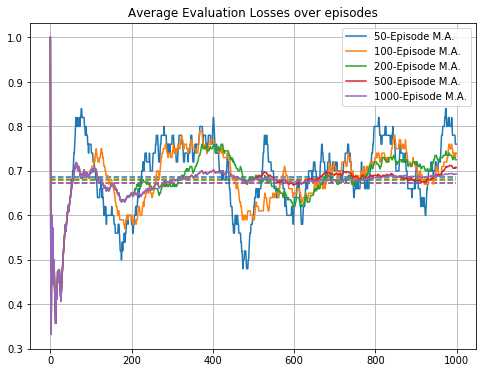 Average Evaluation Losses over episodes
1.0
0.9
0.8
0.7
0.6
0.5
0.4
0.3
50-Episode M.A.
100-Episode M.A.
200-Episode M.A.
500-Episode M.A.
1000-Episode M.A.
0 200 400 600 800 1000